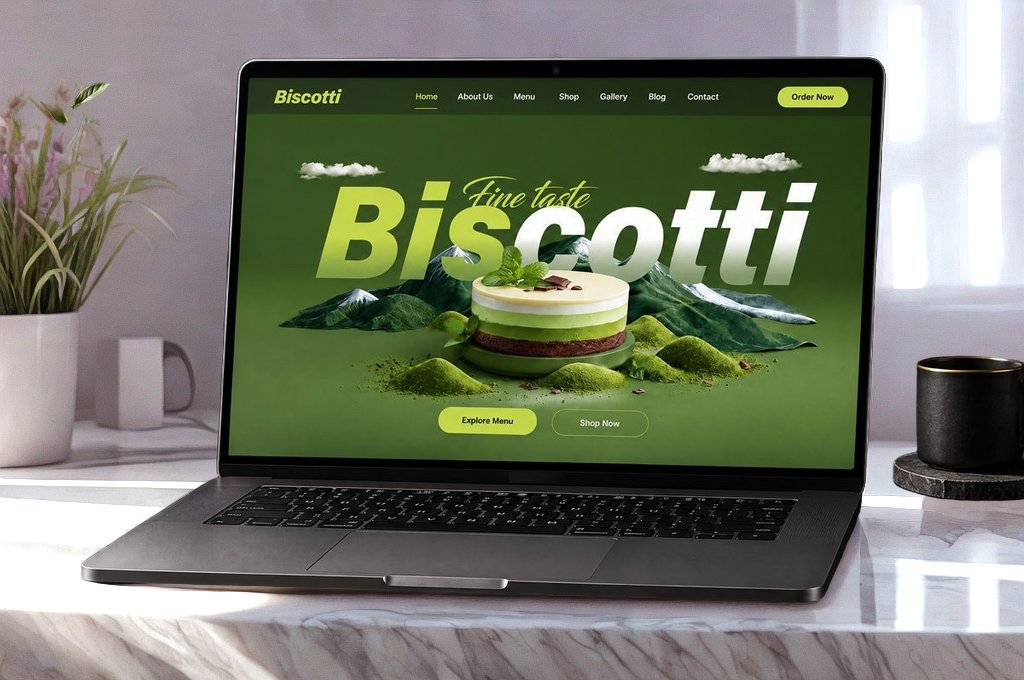 Biscotti
Home About Us Menu Shop Gallery Blog Contact
Order Now
Fine taste
Biscotti
Explore Menu
Shop Now